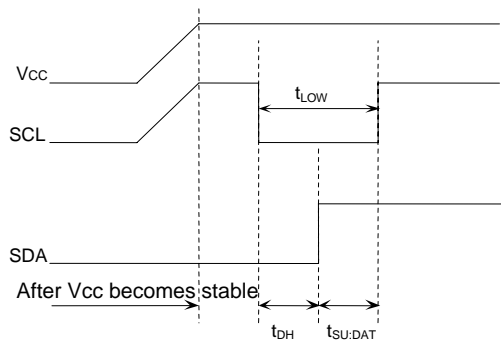 VCC
tLOW
SCL
SDA
After Vcc becomes stable
tDH
tSU:DAT